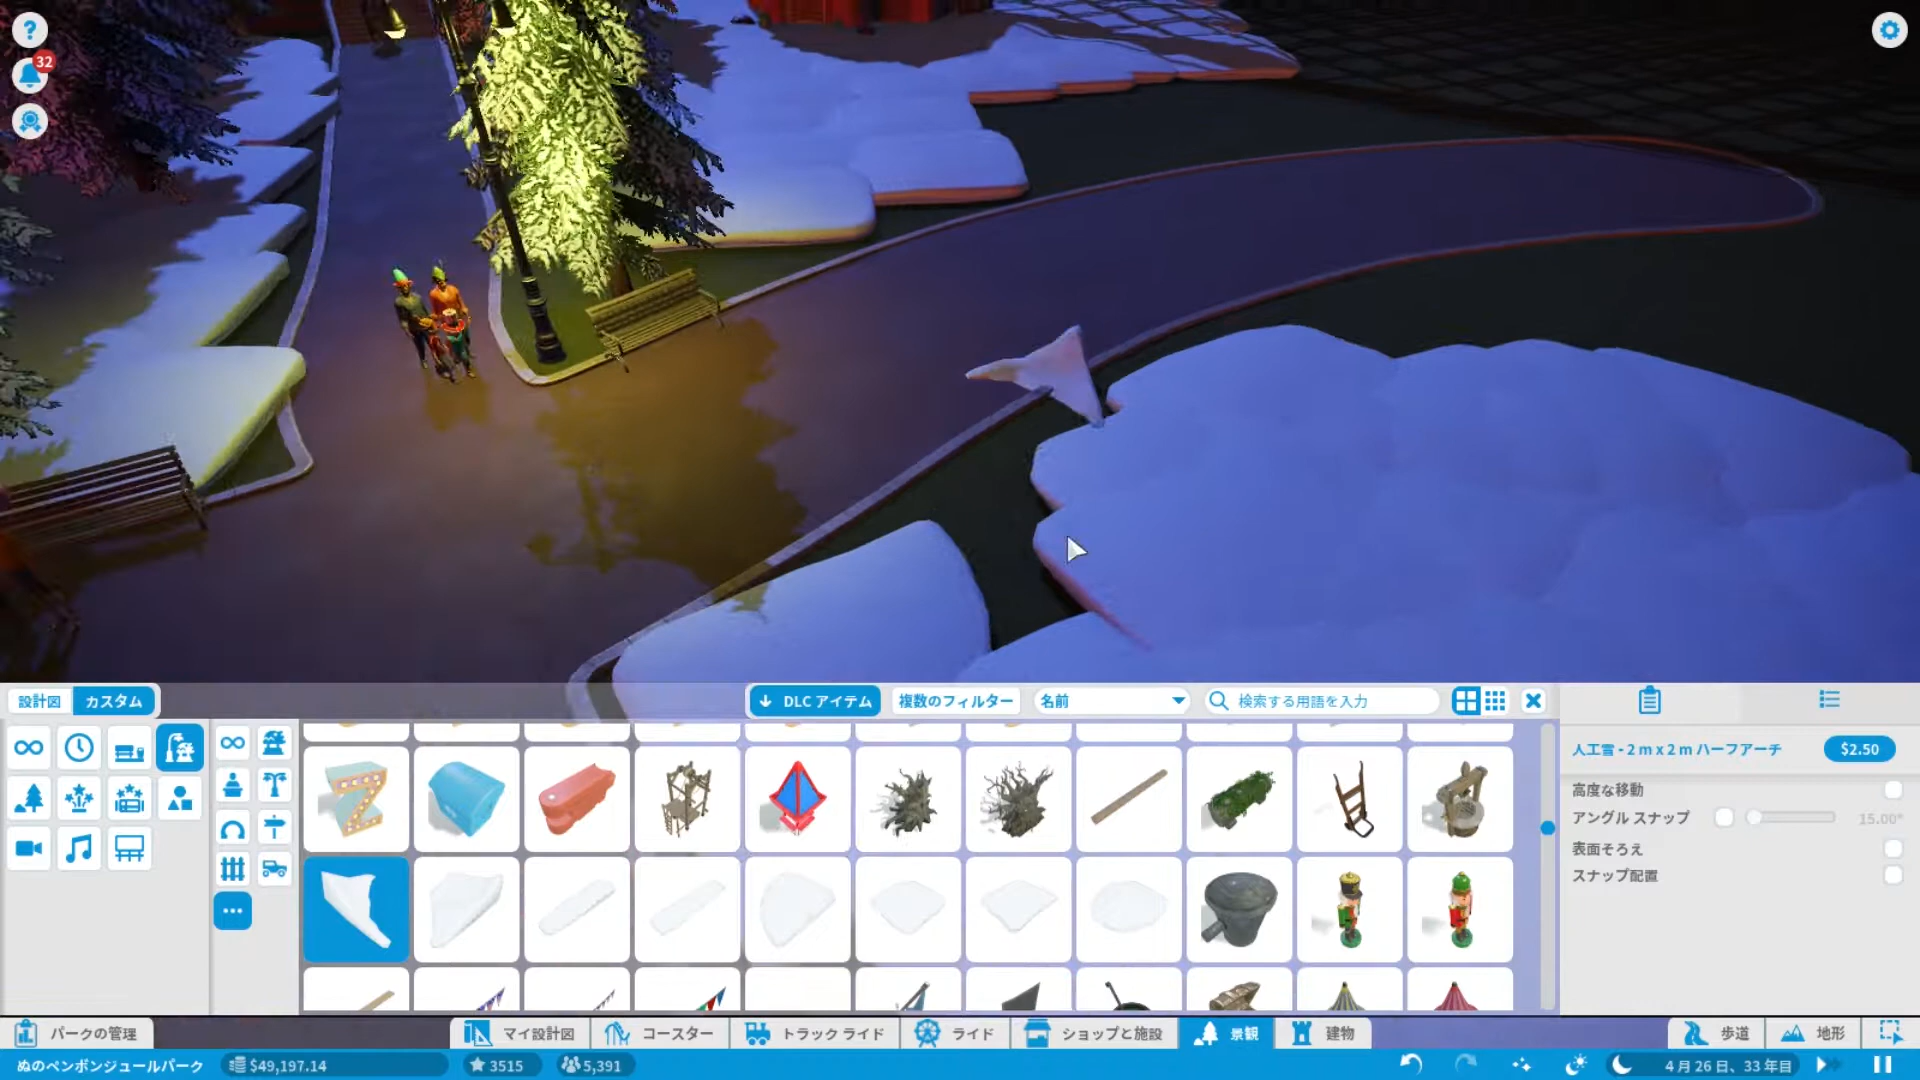 ?
32
設計図
カスタム
DLC アイテム
複数のフィルター
名前
検索する用語を入力
人工雪 - 2 m x 2 m ハーフアーチ
$2.50
高度な移動
アングル スナップ
15.00°
表面そろえ
スナップ配置
パークの管理
マイ設計図
コースター
トラック ライド
ライド
ショップと施設
景観
建物
歩道
地形
ぬのペンボンジュールパーク
$49,197.14
3515
5,391
4 月 26 日、33 年目